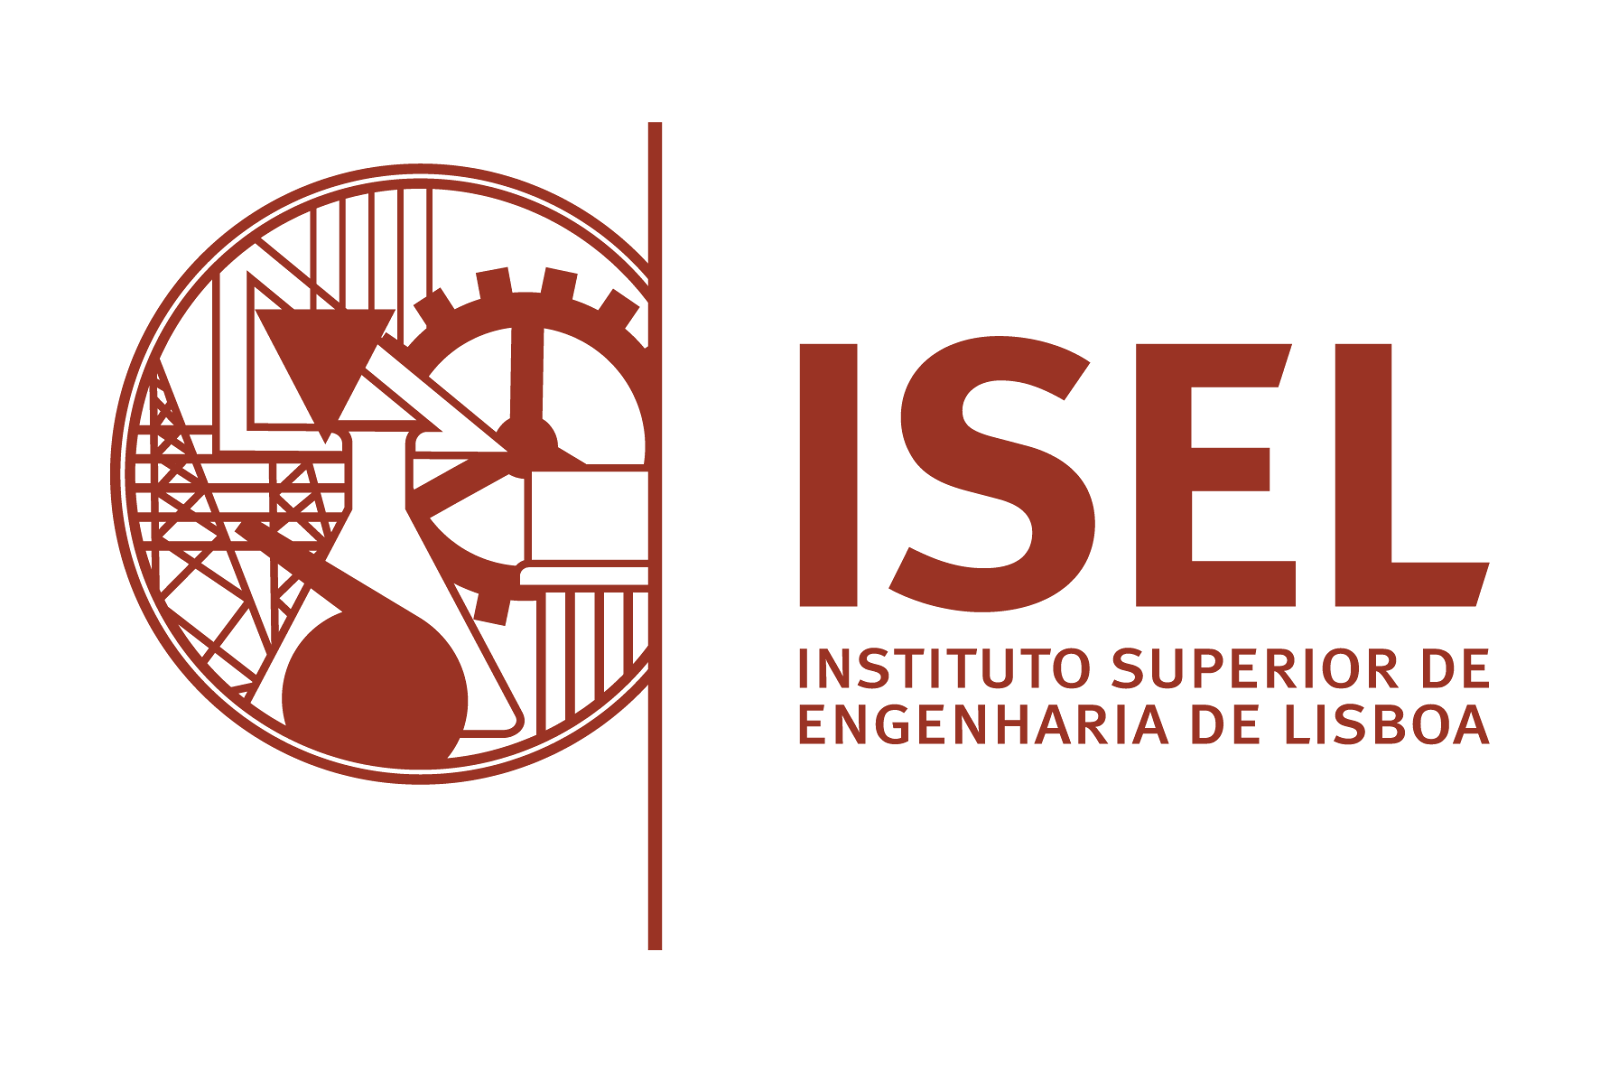 ISEL
INSTITUTO SUPERIOR DE
ENGENHARIA DE LISBOA